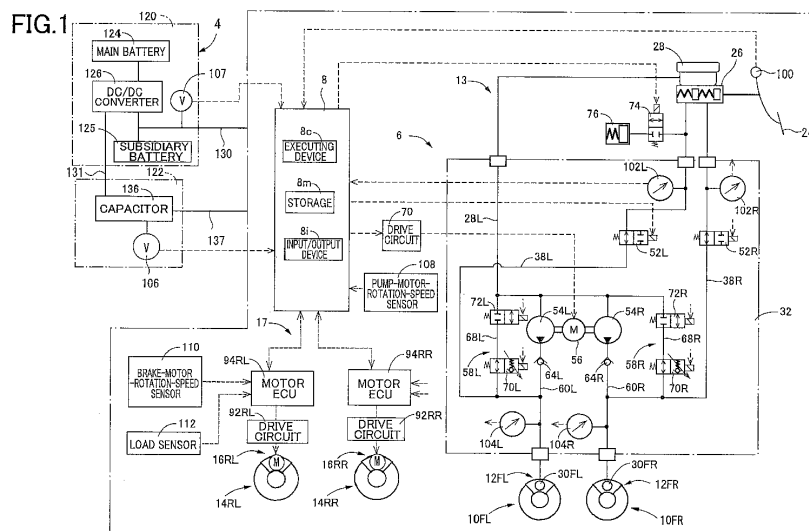 FIG.1
120
4
124
MAIN BATTERY
126
107
DC/DC
CONVERTER
V
125
SUBSIDIARY
BATTERY
130
131
122
136
CAPACITOR
137
V
106
8
8c
EXECUTING
DEVICE
8m
STORAGE
8i
INPUT/OUTPUT
DEVICE
70
DRIVE
CIRCUIT
108
PUMP-MOTOR-
ROTATION-SPEED
SENSOR
17
13
6
28
26
100
24
74
76
102L
102R
28L
52L
52R
38L
38R
32
72L
54L
54R
72R
M
56
68L
68R
58L
58R
70L
64L
64R
70R
60L
60R
104L
104R
12FL
30FL
30FR
12FR
10FL
10FR
110
BRAKE-MOTOR
-ROTATION-SPEED
SENSOR
112
LOAD SENSOR
94RL
MOTOR
ECU
94RR
MOTOR
ECU
92RL
DRIVE
CIRCUIT
92RR
DRIVE
CIRCUIT
16RL
M
14RL
16RR
M
14RR